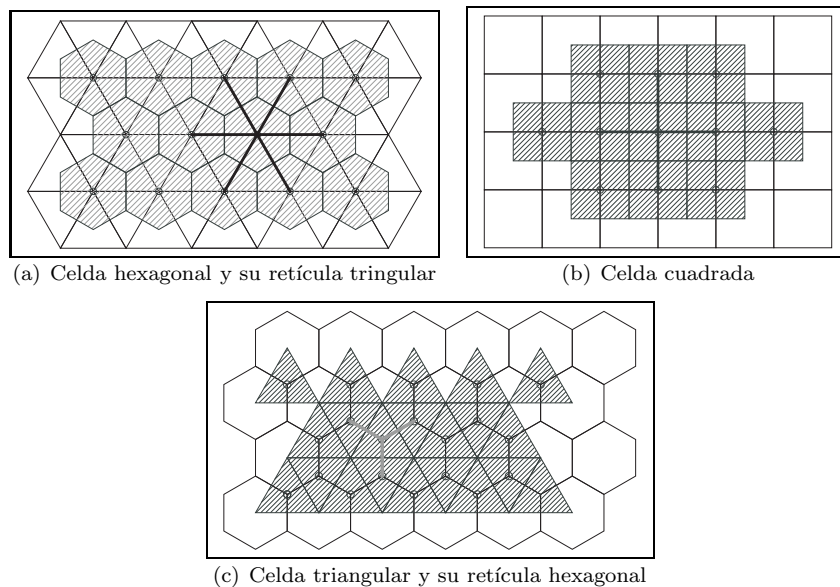 (a) Celda hexagonal y su retícula tringular
(b) Celda cuadrada
(c) Celda triangular y su retícula hexagonal